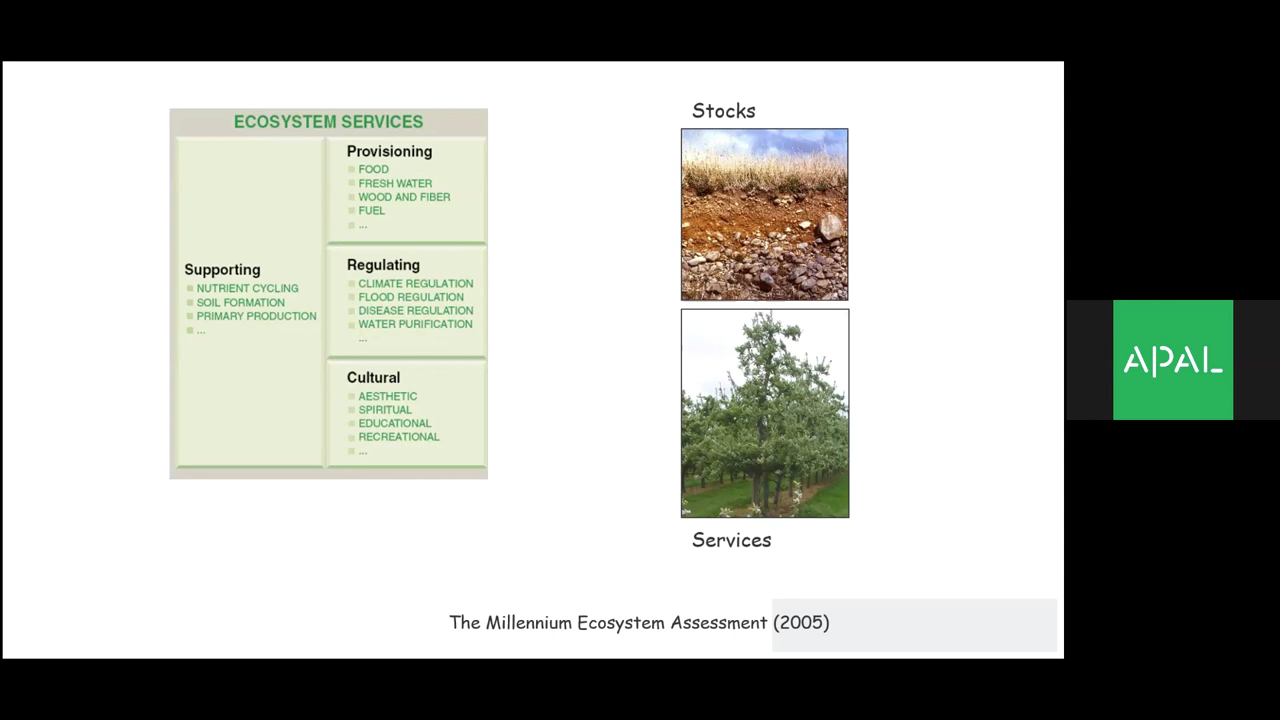 ECOSYSTEM SERVICES
Supporting
NUTRIENT CYCLING
SOIL FORMATION
PRIMARY PRODUCTION
...
Provisioning
FOOD
FRESH WATER
WOOD AND FIBER
FUEL
...
Regulating
CLIMATE REGULATION
FLOOD REGULATION
DISEASE REGULATION
WATER PURIFICATION
...
Cultural
AESTHETIC
SPIRITUAL
EDUCATIONAL
RECREATIONAL
...
Stocks
Services
The Millennium Ecosystem Assessment (2005)
APAL